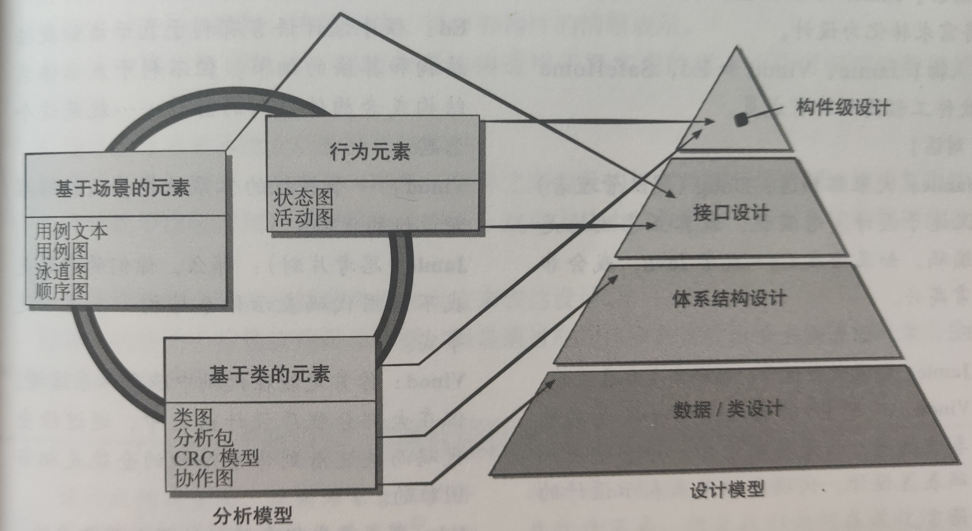 基于场景的元素
用例文本
用例图
泳道图
顺序图
行为元素
状态图
活动图
基于类的元素
类图
分析包
CRC 模型
协作图
分析模型
构件级设计
接口设计
体系结构设计
数据 / 类设计
设计模型